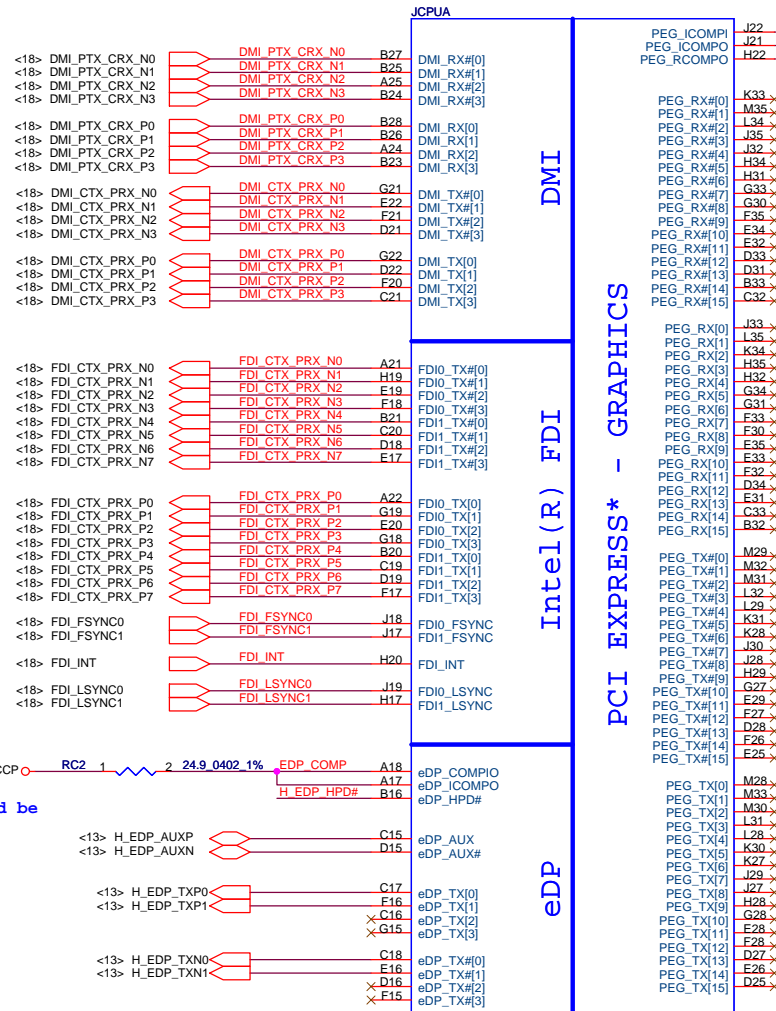 JCPUA
<18> DMI_PTX_CRX_N0 DMI_PTX_CRX_N0 B27 DMI_RX#[0]
<18> DMI_PTX_CRX_N1 DMI_PTX_CRX_N1 B25 DMI_RX#[1]
<18> DMI_PTX_CRX_N2 DMI_PTX_CRX_N2 A25 DMI_RX#[2]
<18> DMI_PTX_CRX_N3 DMI_PTX_CRX_N3 B24 DMI_RX#[3]
<18> DMI_PTX_CRX_P0 DMI_PTX_CRX_P0 B28 DMI_RX[0]
<18> DMI_PTX_CRX_P1 DMI_PTX_CRX_P1 B26 DMI_RX[1]
<18> DMI_PTX_CRX_P2 DMI_PTX_CRX_P2 A24 DMI_RX[2]
<18> DMI_PTX_CRX_P3 DMI_PTX_CRX_P3 B23 DMI_RX[3]
<18> DMI_CTX_PRX_N0 DMI_CTX_PRX_N0 G21 DMI_TX#[0]
<18> DMI_CTX_PRX_N1 DMI_CTX_PRX_N1 E22 DMI_TX#[1]
<18> DMI_CTX_PRX_N2 DMI_CTX_PRX_N2 F21 DMI_TX#[2]
<18> DMI_CTX_PRX_N3 DMI_CTX_PRX_N3 D21 DMI_TX#[3]
<18> DMI_CTX_PRX_P0 DMI_CTX_PRX_P0 G22 DMI_TX[0]
<18> DMI_CTX_PRX_P1 DMI_CTX_PRX_P1 D22 DMI_TX[1]
<18> DMI_CTX_PRX_P2 DMI_CTX_PRX_P2 F20 DMI_TX[2]
<18> DMI_CTX_PRX_P3 DMI_CTX_PRX_P3 C21 DMI_TX[3]
DMI
<18> FDI_CTX_PRX_N0 FDI_CTX_PRX_N0 A21 FDI0_TX#[0]
<18> FDI_CTX_PRX_N1 FDI_CTX_PRX_N1 H19 FDI0_TX#[1]
<18> FDI_CTX_PRX_N2 FDI_CTX_PRX_N2 E19 FDI0_TX#[2]
<18> FDI_CTX_PRX_N3 FDI_CTX_PRX_N3 F18 FDI0_TX#[3]
<18> FDI_CTX_PRX_N4 FDI_CTX_PRX_N4 B21 FDI1_TX#[0]
<18> FDI_CTX_PRX_N5 FDI_CTX_PRX_N5 C20 FDI1_TX#[1]
<18> FDI_CTX_PRX_N6 FDI_CTX_PRX_N6 D18 FDI1_TX#[2]
<18> FDI_CTX_PRX_N7 FDI_CTX_PRX_N7 E17 FDI1_TX#[3]
<18> FDI_CTX_PRX_P0 FDI_CTX_PRX_P0 A22 FDI0_TX[0]
<18> FDI_CTX_PRX_P1 FDI_CTX_PRX_P1 G19 FDI0_TX[1]
<18> FDI_CTX_PRX_P2 FDI_CTX_PRX_P2 E20 FDI0_TX[2]
<18> FDI_CTX_PRX_P3 FDI_CTX_PRX_P3 G18 FDI0_TX[3]
<18> FDI_CTX_PRX_P4 FDI_CTX_PRX_P4 B20 FDI1_TX[0]
<18> FDI_CTX_PRX_P5 FDI_CTX_PRX_P5 C19 FDI1_TX[1]
<18> FDI_CTX_PRX_P6 FDI_CTX_PRX_P6 D19 FDI1_TX[2]
<18> FDI_CTX_PRX_P7 FDI_CTX_PRX_P7 F17 FDI1_TX[3]
<18> FDI_FSYNC0 FDI_FSYNC0 J18 FDI0_FSYNC
<18> FDI_FSYNC1 FDI_FSYNC1 J17 FDI1_FSYNC
<18> FDI_INT FDI_INT H20 FDI_INT
<18> FDI_LSYNC0 FDI_LSYNC0 J19 FDI0_LSYNC
<18> FDI_LSYNC1 FDI_LSYNC1 H17 FDI1_LSYNC
Intel(R) FDI
CCP RC2 1 2 24.9_0402_1% EDP_COMP A18 eDP_COMPIO
A17 eDP_ICOMPO
H_EDP_HPD# B16 eDP_HPD#
d be
<13> H_EDP_AUXP C15 eDP_AUX
<13> H_EDP_AUXN D15 eDP_AUX#
<13> H_EDP_TXP0 C17 eDP_TX[0]
<13> H_EDP_TXP1 F16 eDP_TX[1]
C16 eDP_TX[2]
G15 eDP_TX[3]
<13> H_EDP_TXN0 C18 eDP_TX#[0]
<13> H_EDP_TXN1 E16 eDP_TX#[1]
D16 eDP_TX#[2]
F15 eDP_TX#[3]
eDP
PCI EXPRESS* - GRAPHICS
PEG_ICOMPI J22
PEG_ICOMPO J21
PEG_RCOMPO H22
PEG_RX#[0] K33
PEG_RX#[1] M35
PEG_RX#[2] L34
PEG_RX#[3] J35
PEG_RX#[4] J32
PEG_RX#[5] H34
PEG_RX#[6] H31
PEG_RX#[7] G33
PEG_RX#[8] G30
PEG_RX#[9] F35
PEG_RX#[10] E34
PEG_RX#[11] E32
PEG_RX#[12] D33
PEG_RX#[13] D31
PEG_RX#[14] B33
PEG_RX#[15] C32
PEG_RX[0] J33
PEG_RX[1] L35
PEG_RX[2] K34
PEG_RX[3] H35
PEG_RX[4] H32
PEG_RX[5] G34
PEG_RX[6] G31
PEG_RX[7] F33
PEG_RX[8] F30
PEG_RX[9] E35
PEG_RX[10] E33
PEG_RX[11] F32
PEG_RX[12] D34
PEG_RX[13] E31
PEG_RX[14] C33
PEG_RX[15] B32
PEG_TX#[0] M29
PEG_TX#[1] M32
PEG_TX#[2] M31
PEG_TX#[3] L32
PEG_TX#[4] L29
PEG_TX#[5] K31
PEG_TX#[6] K28
PEG_TX#[7] J30
PEG_TX#[8] J28
PEG_TX#[9] H29
PEG_TX#[10] G27
PEG_TX#[11] E29
PEG_TX#[12] F27
PEG_TX#[13] D28
PEG_TX#[14] F26
PEG_TX#[15] E25
PEG_TX[0] M28
PEG_TX[1] M33
PEG_TX[2] M30
PEG_TX[3] L31
PEG_TX[4] L28
PEG_TX[5] K30
PEG_TX[6] K27
PEG_TX[7] J29
PEG_TX[8] J27
PEG_TX[9] H28
PEG_TX[10] G28
PEG_TX[11] E28
PEG_TX[12] F28
PEG_TX[13] D27
PEG_TX[14] E26
PEG_TX[15] D25